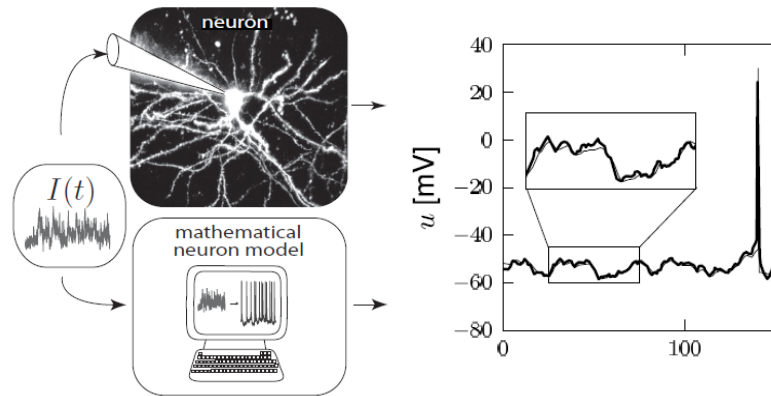 neuron
I(t)
mathematical
neuron model
u [mV]
40
20
0
−20
−40
−60
−80
0
100